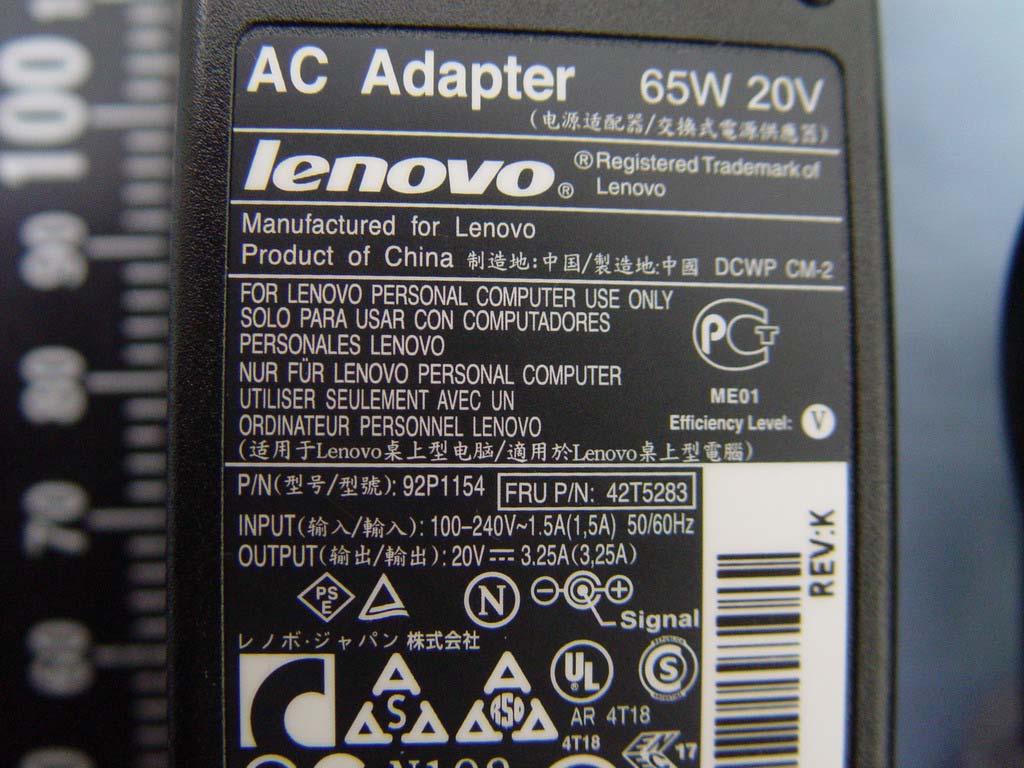 AC Adapter 65W 20V
(电源适配器/交換式電源供應器)
lenovo® ®Registered Trademark of
Lenovo
Manufactured for Lenovo
Product of China 制造地:中国/製造地:中國 DCWP CM-2
FOR LENOVO PERSONAL COMPUTER USE ONLY
SOLO PARA USAR CON COMPUTADORES
PERSONALES LENOVO
NUR FÜR LENOVO PERSONAL COMPUTER
UTILISER SEULEMENT AVEC UN
ORDINATEUR PERSONNEL LENOVO
(适用于Lenovo桌上型电脑/適用於Lenovo桌上型電腦)
PCT
ME01
Efficiency Level: V
P/N(型号/型號): 92P1154 FRU P/N: 42T5283
INPUT(输入/輸入): 100-240V~1.5A(1,5A) 50/60Hz
OUTPUT(输出/輸出): 20V⎓3.25A(3,25A)
PS
E
N
Signal
レノボ・ジャパン 株式会社
S
UL
S
AR 4T18
4T18
17
REV:K
100
90
80
70
60